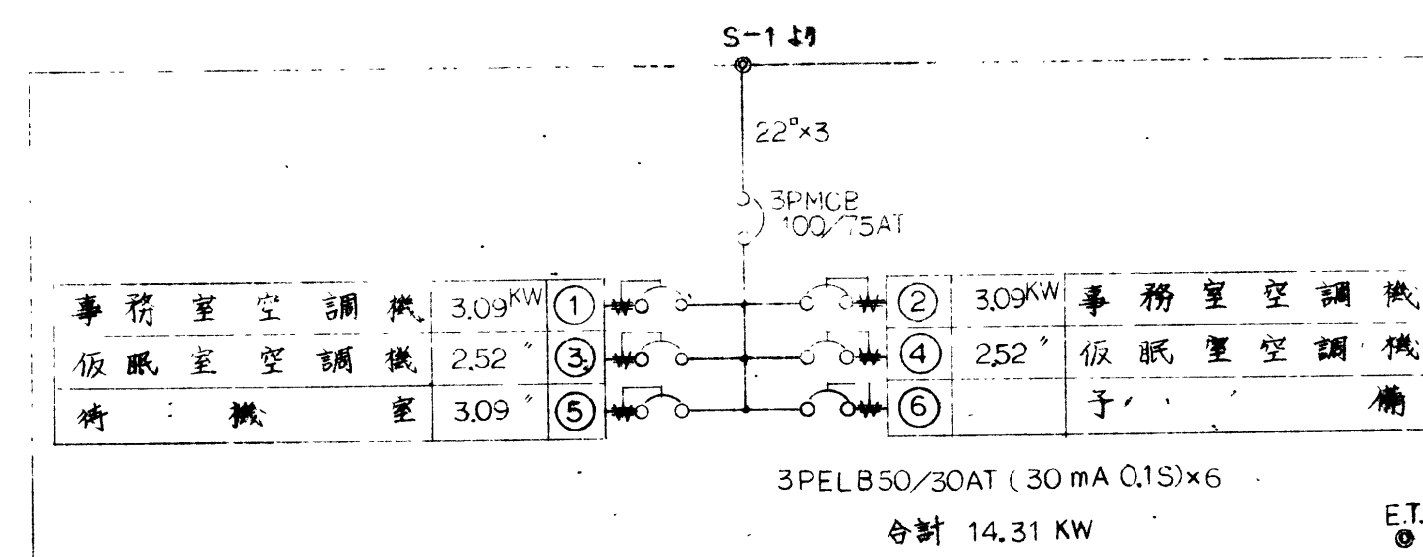 S-1より
22□×3
3PMCB
100/75AT
事務室空調機 3.09KW ① ② 3.09KW 事務室空調機
仮眠室空調機 2.52 〃 ③ ④ 2.52 〃 仮眠室空調機
待機室 3.09 〃 ⑤ ⑥ 予備
3PELB50/30AT (30mA 0.1S)×6
合計 14.31 KW
E.T.